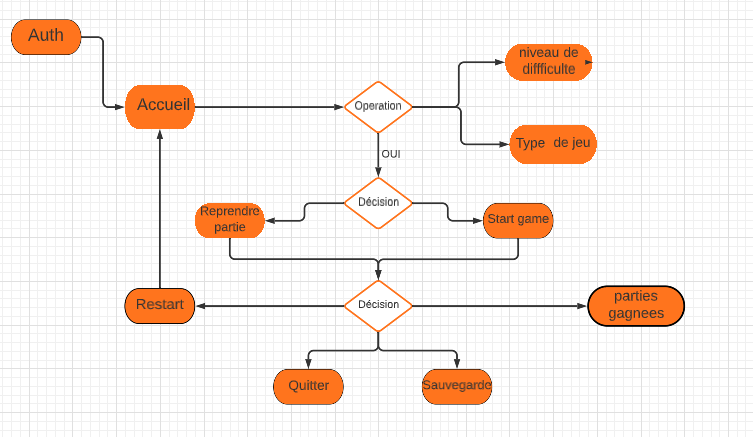 Auth
niveau de
diffficulte
Accueil
Operation
Type de jeu
OUI
Décision
Reprendre
partie
Start game
Restart
Décision
parties
gagnees
Quitter
Sauvegarde